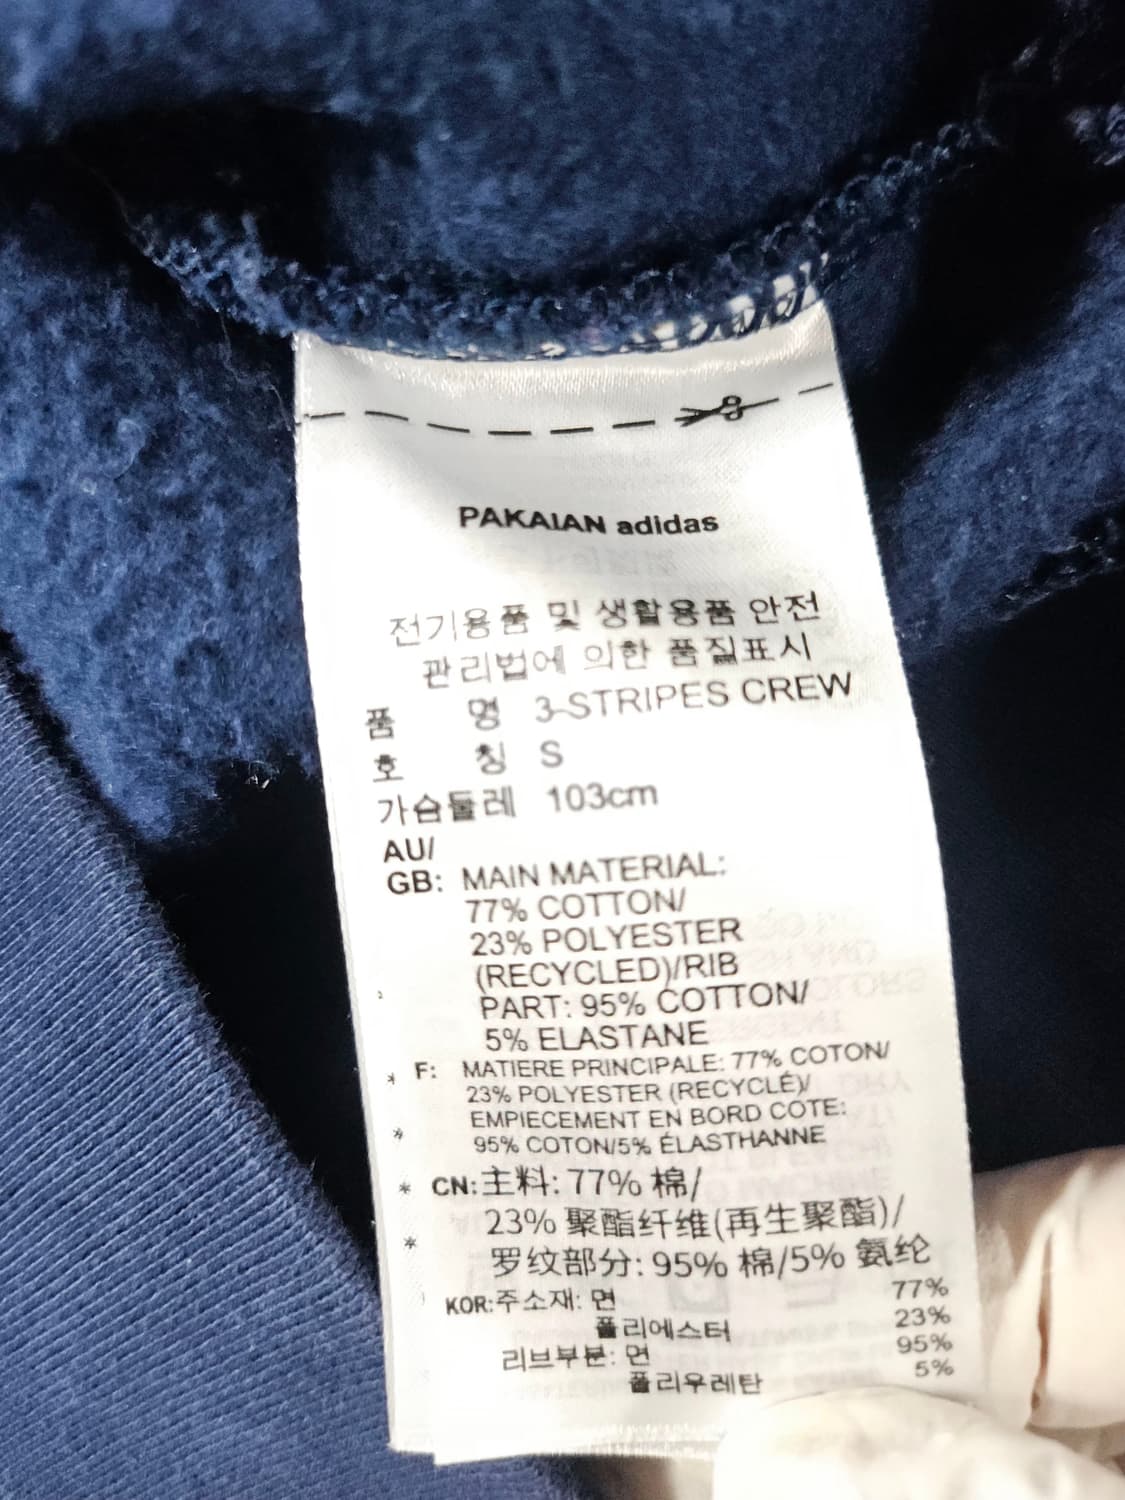 PAKAIAN adidas
전기용품 및 생활용품 안전
관리법에 의한 품질표시
품 명 3-STRIPES CREW
호 칭 S
가슴둘레 103cm
AU/
GB: MAIN MATERIAL:
77% COTTON/
23% POLYESTER
(RECYCLED)/RIB
PART: 95% COTTON/
5% ELASTANE
F: MATIERE PRINCIPALE: 77% COTON/
23% POLYESTER (RECYCLÉ)/
EMPIECEMENT EN BORD COTE:
95% COTON/5% ÉLASTHANNE
CN:主料: 77% 棉/
23% 聚酯纤维(再生聚酯)/
罗纹部分: 95% 棉/5% 氨纶
KOR:주소재: 면 77%
폴리에스터 23%
리브부분: 면 95%
폴리우레탄 5%